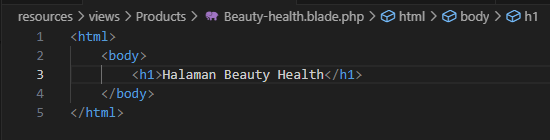 resources > views > Products > Beauty-health.blade.php > html > body > h1
1 <html>
2 <body>
3 <h1>Halaman Beauty Health</h1>
4 </body>
5 </html>